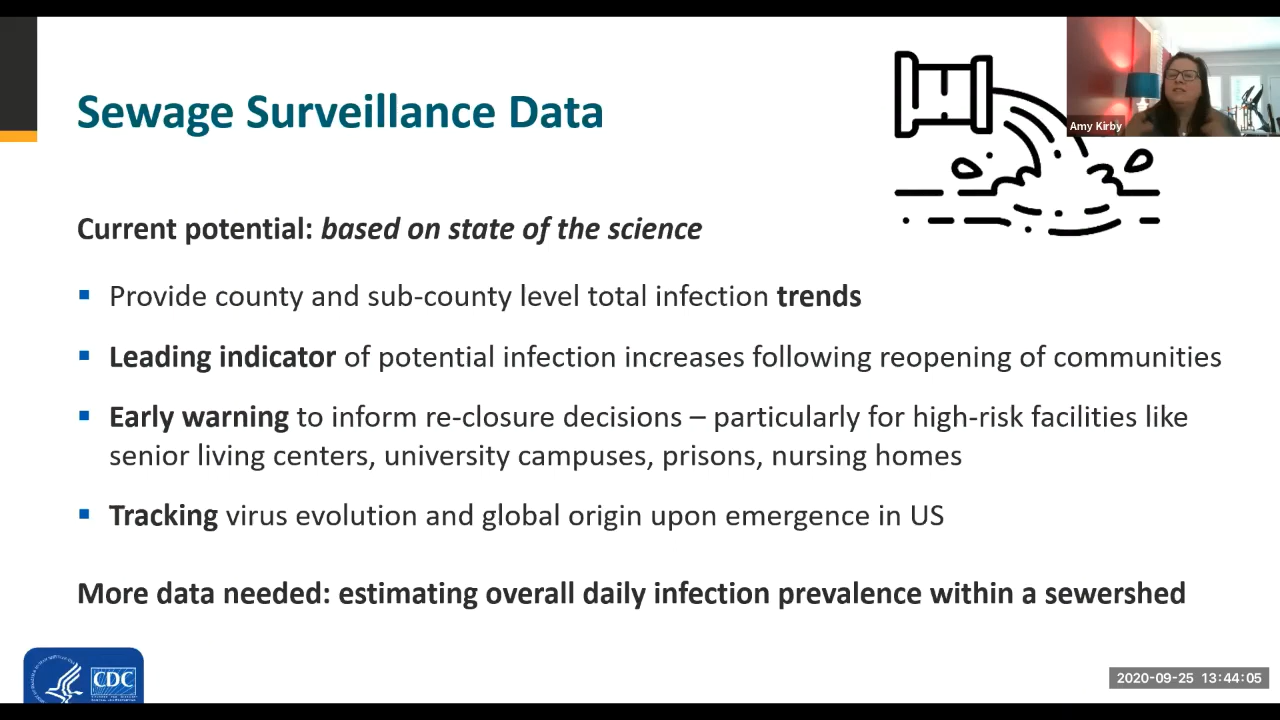 Amy Kirby
Sewage Surveillance Data
Current potential: based on state of the science
Provide county and sub-county level total infection trends
Leading indicator of potential infection increases following reopening of communities
Early warning to inform re-closure decisions – particularly for high-risk facilities like
senior living centers, university campuses, prisons, nursing homes
Tracking virus evolution and global origin upon emergence in US
More data needed: estimating overall daily infection prevalence within a sewershed
CDC
2020-09-25 13:44:05